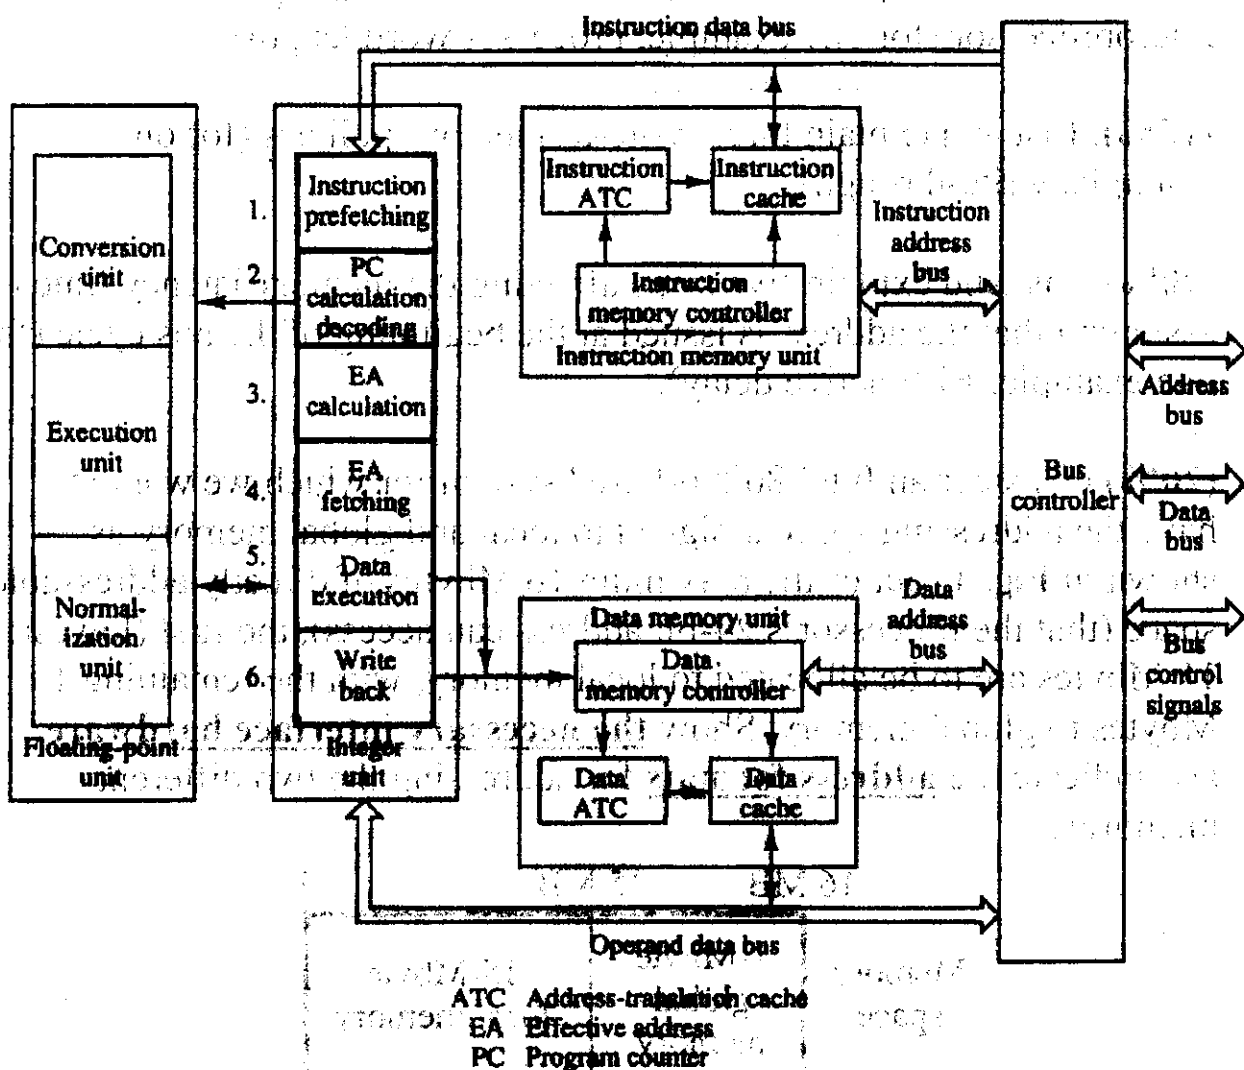 Instruction data bus
Instruction
prefetching
1.
PC
calculation
decoding
2.
EA
calculation
3.
EA
fetching
4.
Data
execution
5.
Write
back
6.
Integer
unit
Conversion
unit
Execution
unit
Normal-
ization
unit
Floating-point
unit
Instruction
ATC
Instruction
cache
Instruction
memory controller
Instruction memory unit
Instruction
address
bus
Data memory unit
Data
memory controller
Data
ATC
Data
cache
Data
address
bus
Bus
controller
Address
bus
Data
bus
Bus
control
signals
Operand data bus
ATC Address-translation cache
EA Effective address
PC Program counter